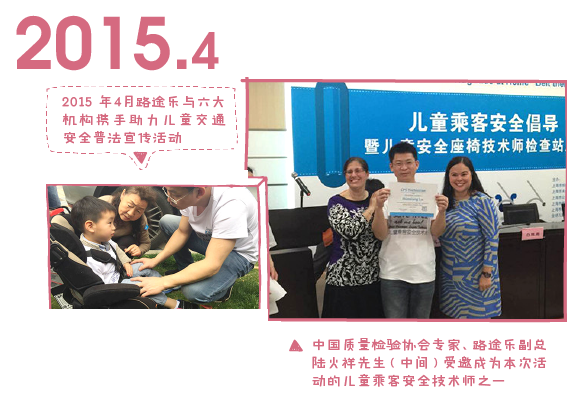 2015.4
2015 年4月路途乐与六大
机构携手助力儿童交通
安全普法宣传活动
儿童乘客安全倡导
暨儿童安全座椅技术师检查站
中国质量检验协会专家、路途乐副总
陆火祥先生（中间）受邀成为本次活
动的儿童乘客安全技术师之一